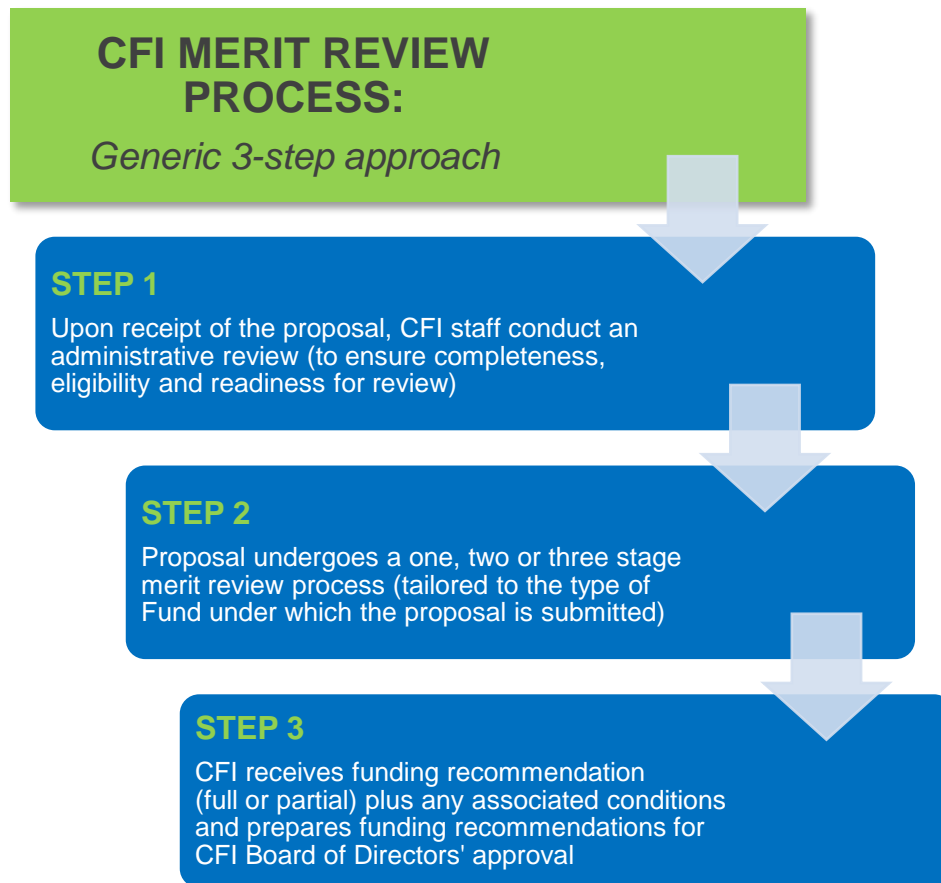 CFI MERIT REVIEW
PROCESS:
Generic 3-step approach
STEP 1
Upon receipt of the proposal, CFI staff conduct an
administrative review (to ensure completeness,
eligibility and readiness for review)
STEP 2
Proposal undergoes a one, two or three stage
merit review process (tailored to the type of
Fund under which the proposal is submitted)
STEP 3
CFI receives funding recommendation
(full or partial) plus any associated conditions
and prepares funding recommendations for
CFI Board of Directors' approval